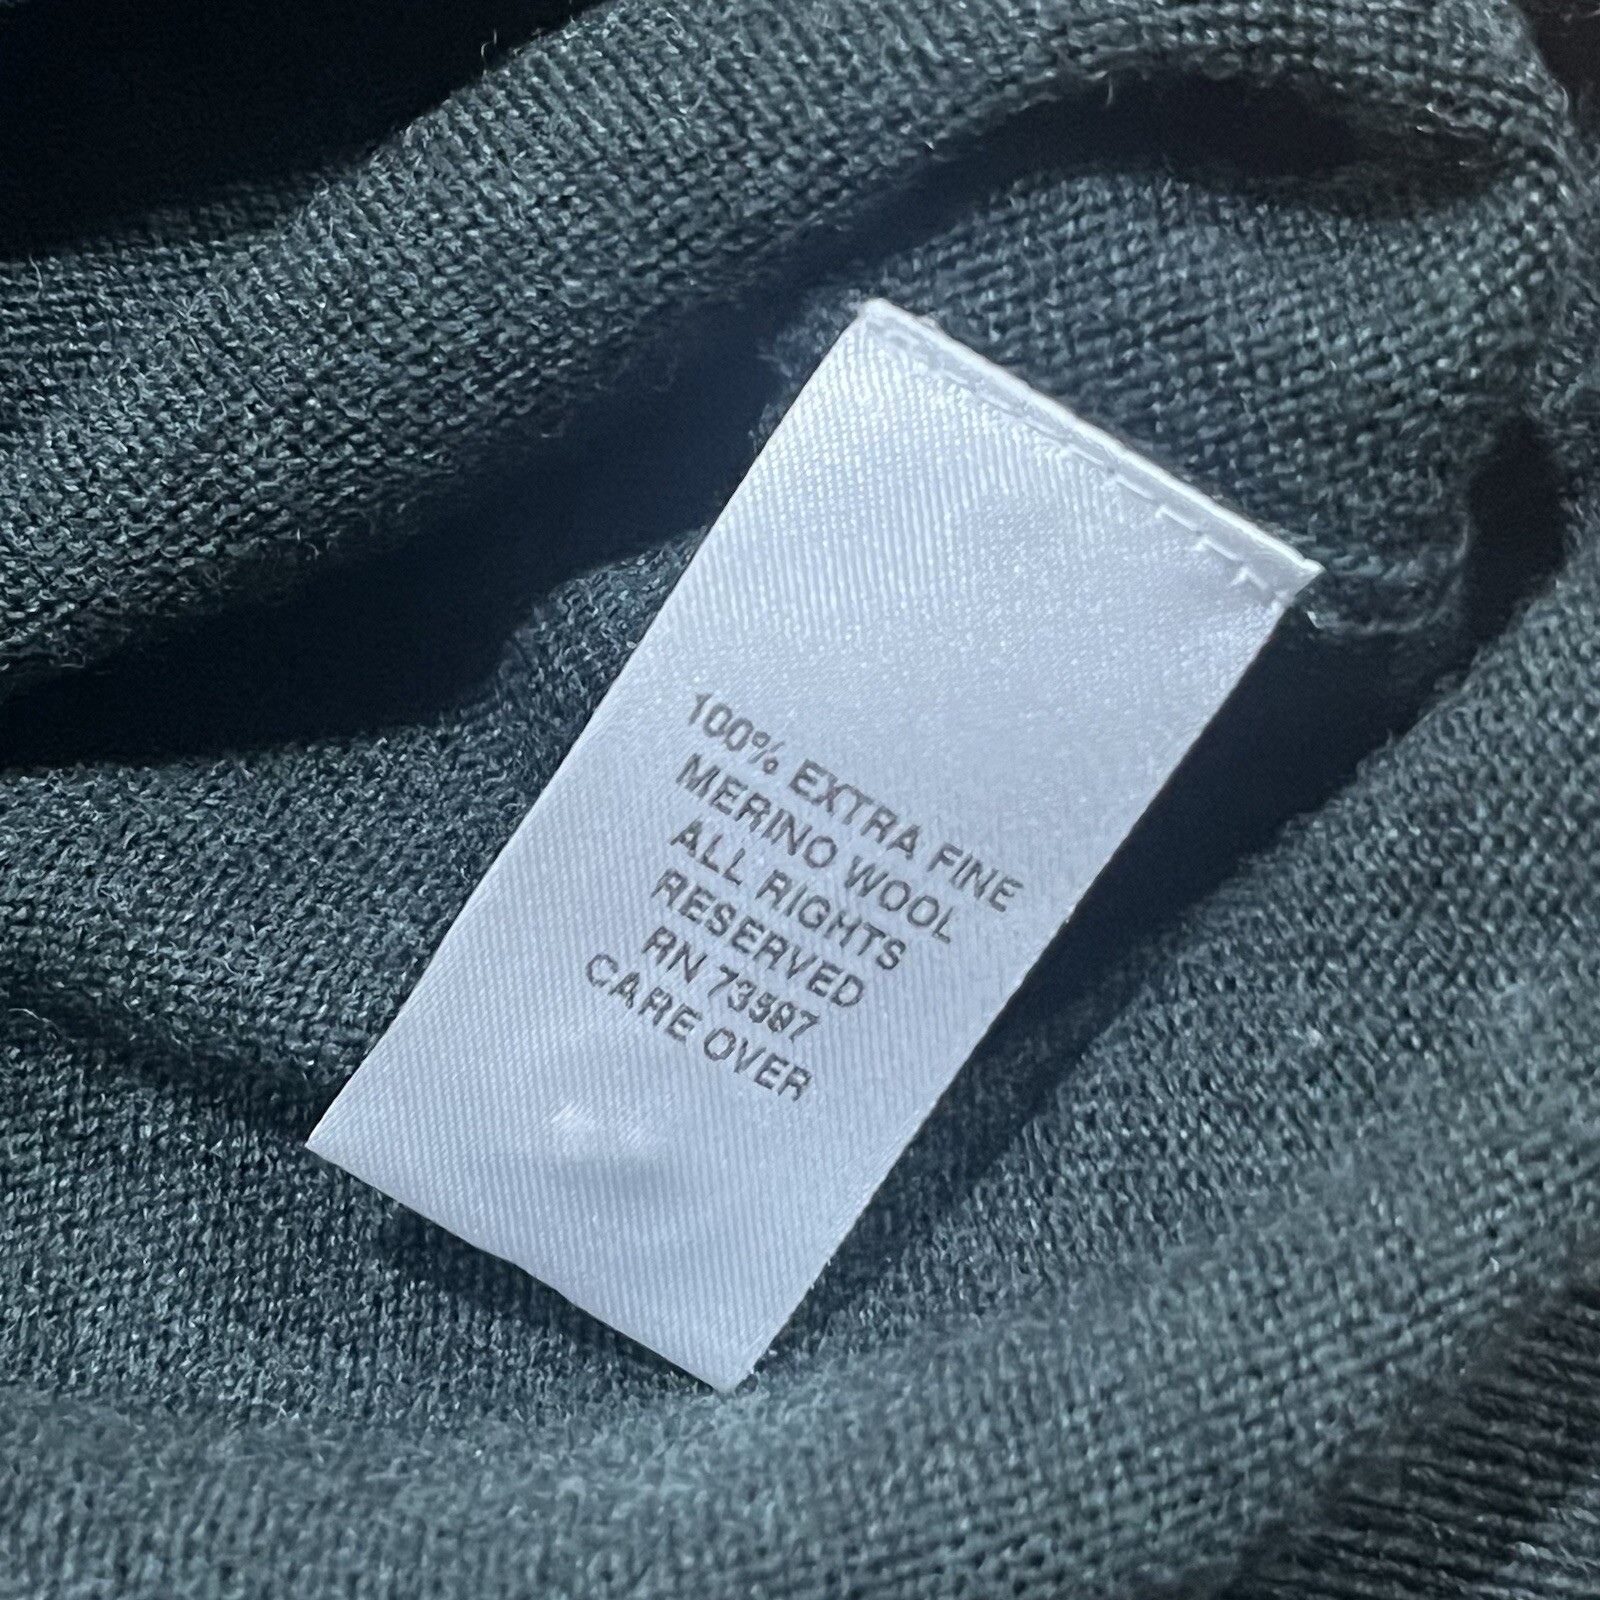 100% EXTRA FINE
MERINO WOOL
ALL RIGHTS
RESERVED
RN 73597
CARE OVER